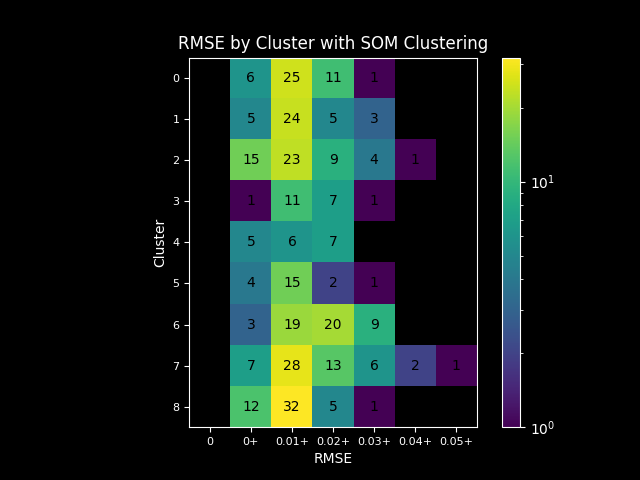 RMSE by Cluster with SOM Clustering
0 6 25 11 1
1 5 24 5 3
2 15 23 9 4 1
3 1 11 7 1
4 5 6 7
5 4 15 2 1
6 3 19 20 9
7 7 28 13 6 2 1
8 12 32 5 1
0 0+ 0.01+ 0.02+ 0.03+ 0.04+ 0.05+
RMSE
Cluster
10¹
10⁰